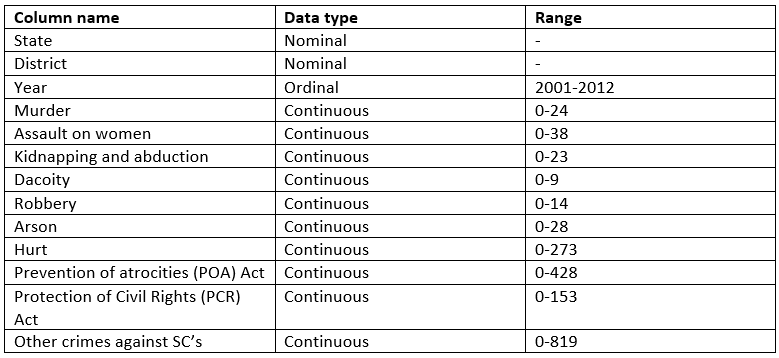 Column name Data type Range
State Nominal -
District Nominal -
Year Ordinal 2001-2012
Murder Continuous 0-24
Assault on women Continuous 0-38
Kidnapping and abduction Continuous 0-23
Dacoity Continuous 0-9
Robbery Continuous 0-14
Arson Continuous 0-28
Hurt Continuous 0-273
Prevention of atrocities (POA) Act Continuous 0-428
Protection of Civil Rights (PCR) Continuous 0-153
Act
Other crimes against SC’s Continuous 0-819